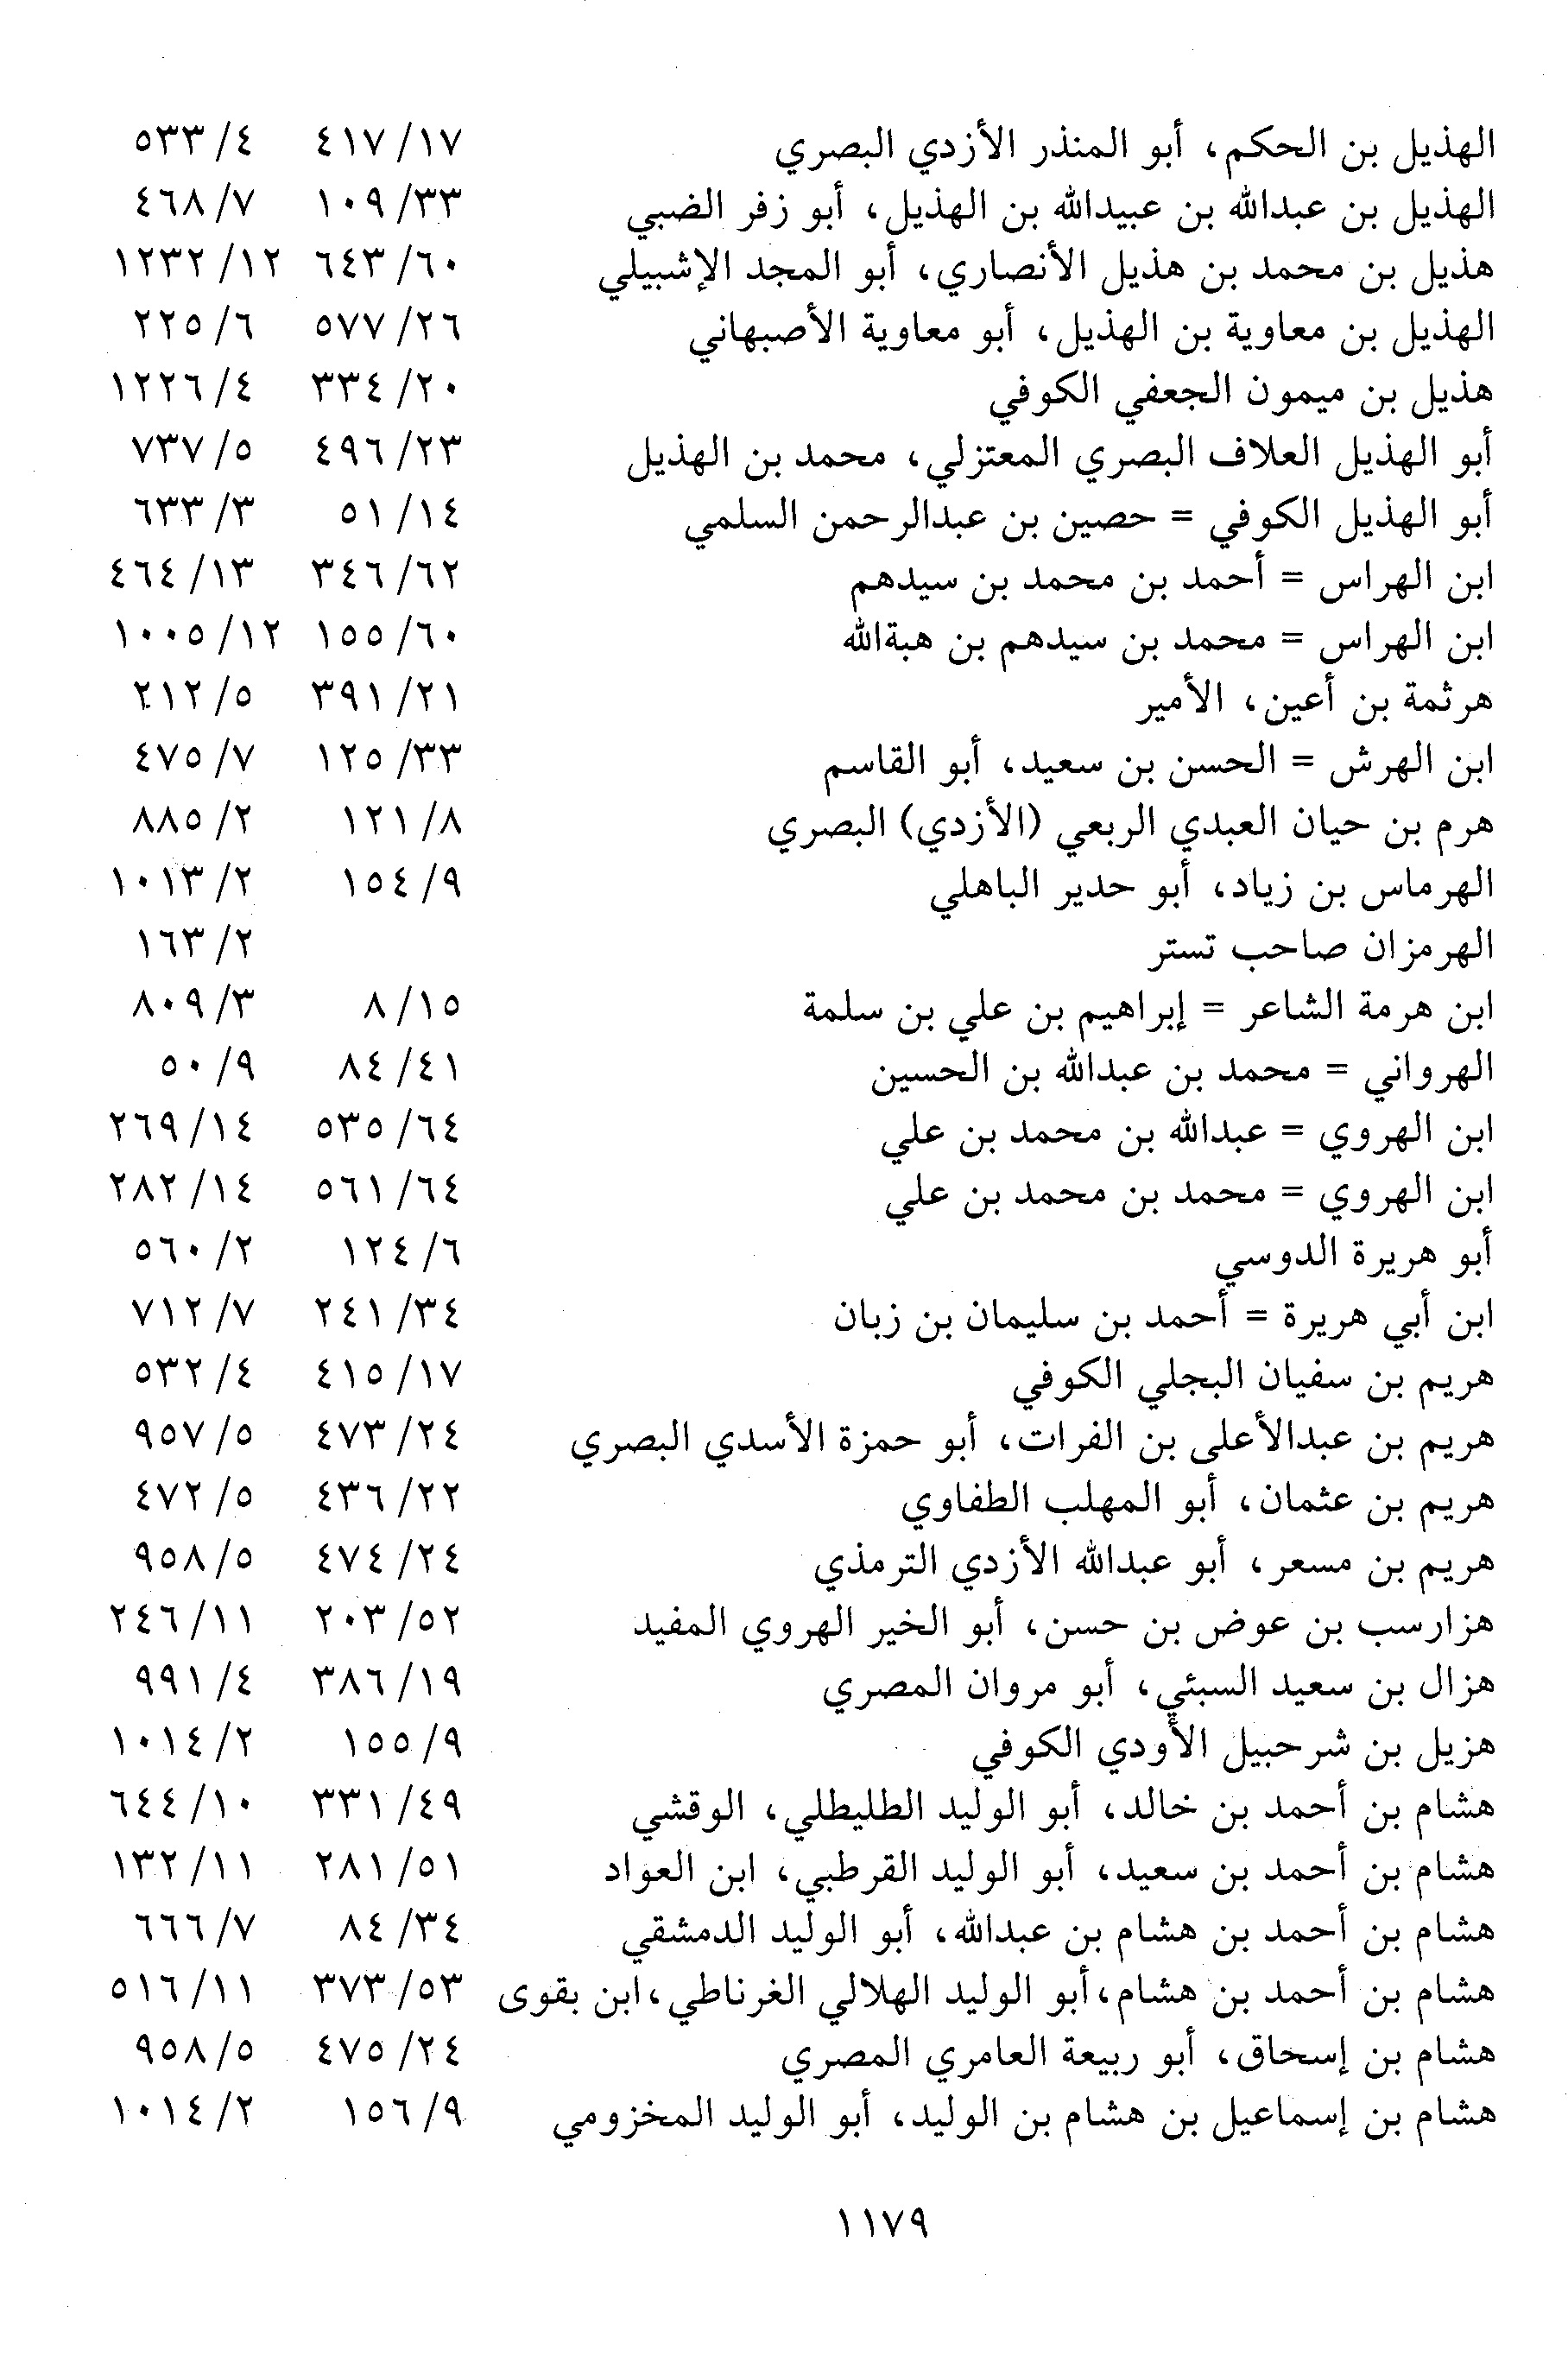 الهذيل بن الحكم، أبو المنذر الأزدي البصري ١٧/ ٤١٧ ٤/ ٥٣٣
الهذيل بن عبدالله بن عبيدالله بن الهذيل، أبو زفر الضبي ٣٣/ ١٠٩ ٧/ ٤٦٨
هذيل بن محمد بن هذيل الأنصاري، أبو المجد الإشبيلي ٦٠/ ٦٤٣ ١٢/ ١٢٣٢
الهذيل بن معاوية بن الهذيل، أبو معاوية الأصبهاني ٢٦/ ٥٧٧ ٦/ ٢٢٥
هذيل بن ميمون الجعفي الكوفي ٢٠/ ٣٣٤ ٤/ ١٢٢٦
أبو الهذيل العلاف البصري المعتزلي، محمد بن الهذيل ٢٣/ ٤٩٦ ٥/ ٧٣٧
أبو الهذيل الكوفي = حصين بن عبدالرحمن السلمي ١٤/ ٥١ ٣/ ٦٣٣
ابن الهراس = أحمد بن محمد بن سيدهم ٦٢/ ٣٤٦ ١٣/ ٤٦٤
ابن الهراس = محمد بن سيدهم بن هبةالله ٦٠/ ١٥٥ ١٢/ ١٠٠٥
هرثمة بن أعين، الأمير ٢١/ ٣٩١ ٥/ ٢١٢
ابن الهرش = الحسن بن سعيد، أبو القاسم ٣٣/ ١٢٥ ٧/ ٤٧٥
هرم بن حيان العبدي الربعي (الأزدي) البصري ٨/ ١٢١ ٢/ ٨٨٥
الهرماس بن زياد، أبو حدير الباهلي ٩/ ١٥٤ ٢/ ١٠١٣
الهرمزان صاحب تستر ٢/ ١٦٣
ابن هرمة الشاعر = إبراهيم بن علي بن سلمة ١٥/ ٨ ٣/ ٨٠٩
الهرواني = محمد بن عبدالله بن الحسين ٤١/ ٨٤ ٩/ ٥٠
ابن الهروي = عبدالله بن محمد بن علي ٦٤/ ٥٣٥ ١٤/ ٢٦٩
ابن الهروي = محمد بن محمد بن علي ٦٤/ ٥٦١ ١٤/ ٢٨٢
أبو هريرة الدوسي ٦/ ١٢٤ ٢/ ٥٦٠
ابن أبي هريرة = أحمد بن سليمان بن زبان ٣٤/ ٢٤١ ٧/ ٧١٢
هريم بن سفيان البجلي الكوفي ١٧/ ٤١٥ ٤/ ٥٣٢
هريم بن عبدالأعلى بن الفرات، أبو حمزة الأسدي البصري ٢٤/ ٤٧٣ ٥/ ٩٥٧
هريم بن عثمان، أبو المهلب الطفاوي ٢٢/ ٤٣٦ ٥/ ٤٧٢
هريم بن مسعر، أبو عبدالله الأزدي الترمذي ٢٤/ ٤٧٤ ٥/ ٩٥٨
هزارسب بن عوض بن حسن، أبو الخير الهروي المفيد ٥٢/ ٢٠٣ ١١/ ٢٤٦
هزال بن سعيد السبئي، أبو مروان المصري ١٩/ ٣٨٦ ٤/ ٩٩١
هزيل بن شرحبيل الأودي الكوفي ٩/ ١٥٥ ٢/ ١٠١٤
هشام بن أحمد بن خالد، أبو الوليد الطليطلي، الوقشي ٤٩/ ٣٣١ ١٠/ ٦٤٤
هشام بن أحمد بن سعيد، أبو الوليد القرطبي، ابن العواد ٥١/ ٢٨١ ١١/ ١٣٢
هشام بن أحمد بن هشام بن عبدالله، أبو الوليد الدمشقي ٣٤/ ٨٤ ٧/ ٦٦٦
هشام بن أحمد بن هشام،أبو الوليد الهلالي الغرناطي،ابن بقوى ٥٣/ ٣٧٣ ١١/ ٥١٦
هشام بن إسحاق، أبو ربيعة العامري المصري ٢٤/ ٤٧٥ ٥/ ٩٥٨
هشام بن إسماعيل بن هشام بن الوليد، أبو الوليد المخزومي ٩/ ١٥٦ ٢/ ١٠١٤
١١٧٩